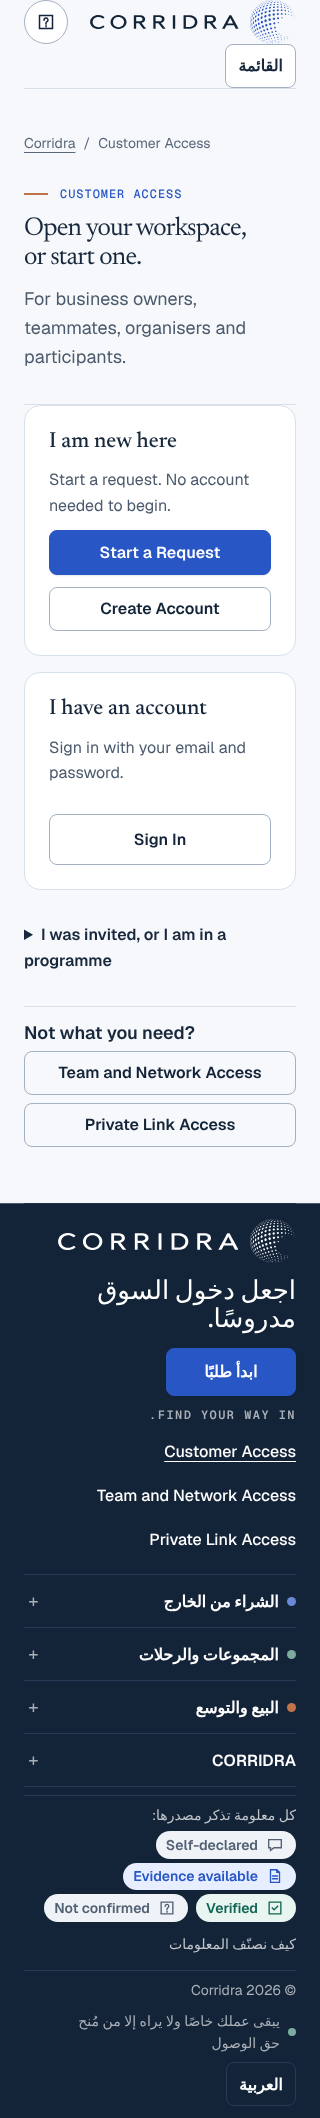 CORRIDRA
القائمة
Corridra / Customer Access
CUSTOMER ACCESS
Open your workspace,
or start one.
For business owners,
teammates, organisers and
participants.
I am new here
Start a request. No account
needed to begin.
Start a Request
Create Account
I have an account
Sign in with your email and
password.
Sign In
I was invited, or I am in a
programme
Not what you need?
Team and Network Access
Private Link Access
CORRIDRA
اجعل دخول السوق
مدروسًا.
ابدأ طلبًا
.FIND YOUR WAY IN
Customer Access
Team and Network Access
Private Link Access
الشراء من الخارج +
المجموعات والرحلات +
البيع والتوسع +
CORRIDRA +
كل معلومة تذكر مصدرها:
Self-declared
Evidence available
Verified
Not confirmed
كيف نصنّف المعلومات
© 2026 Corridra
يبقى عملك خاصًا ولا يراه إلا من مُنح
حق الوصول
العربية